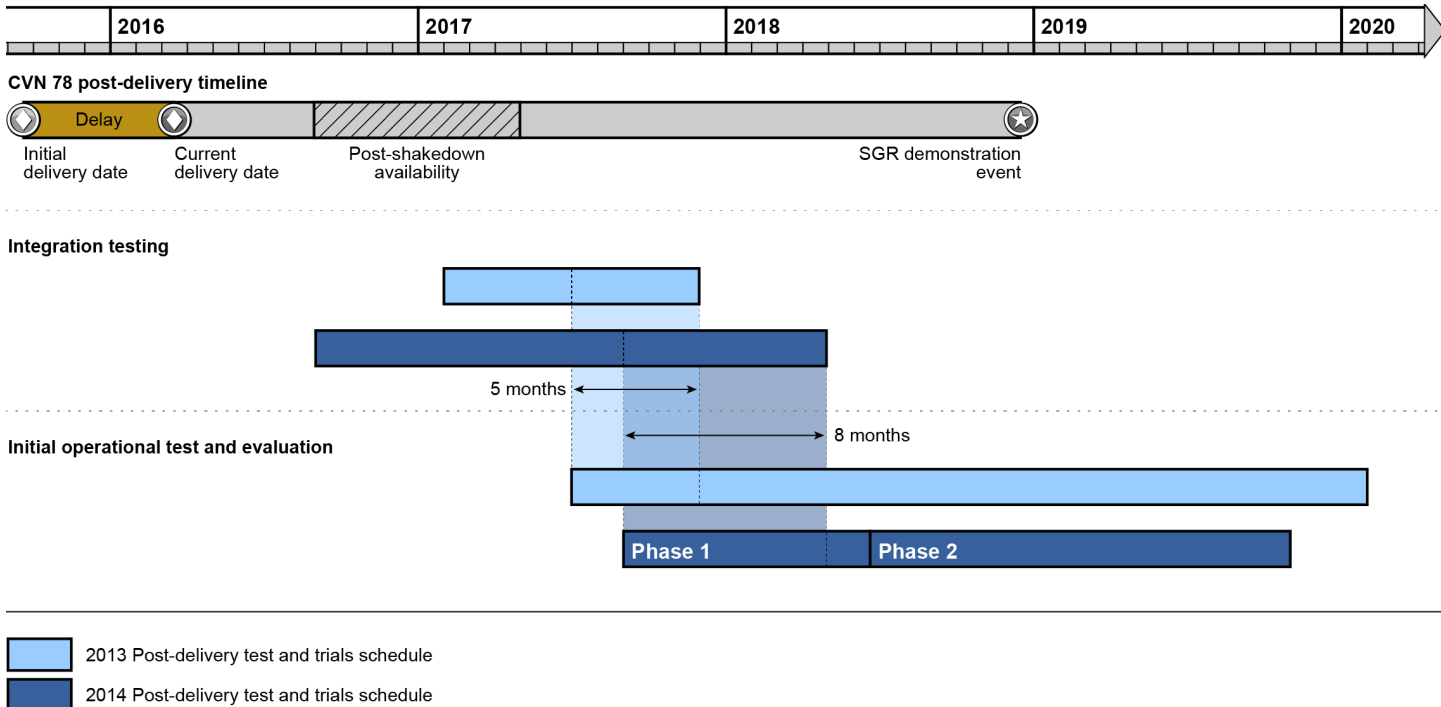 2016 2017 2018 2019 2020
CVN 78 post-delivery timeline
Delay
Initial
delivery date
Current
delivery date
Post-shakedown
availability
SGR demonstration
event
Integration testing
5 months
8 months
Initial operational test and evaluation
Phase 1
Phase 2
2013 Post-delivery test and trials schedule
2014 Post-delivery test and trials schedule